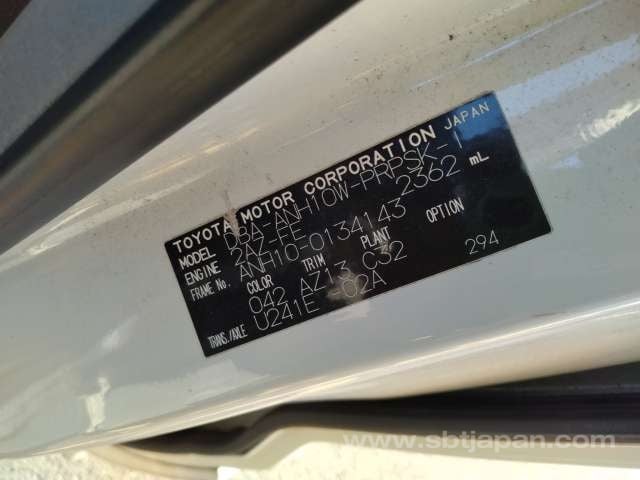 TOYOTA MOTOR CORPORATION JAPAN
MODEL DBA-ANH10W-PRPSK-1
ENGINE 2AZ-FE 2362 mL
FRAME NO. ANH10-0134143
COLOR TRIM PLANT OPTION
042 AZ13 C32 294
TRANS./AXLE U241E -02A
www.sbtjapan.com